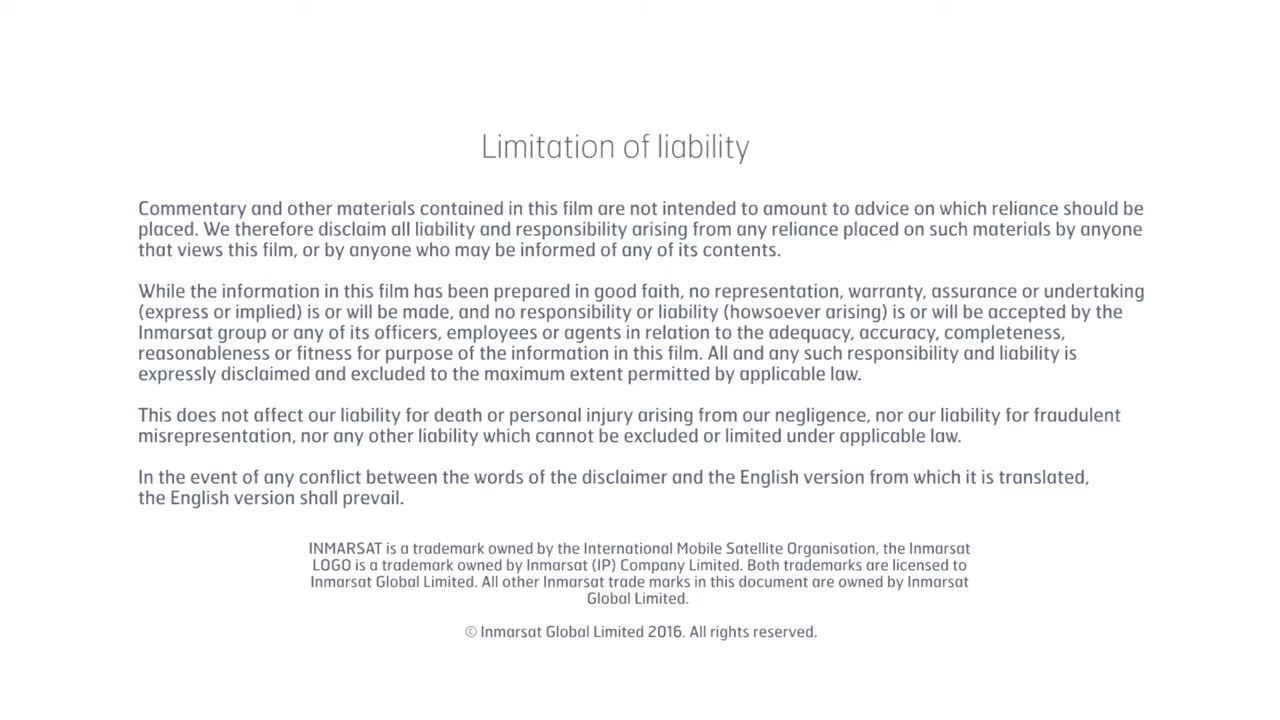 Limitation of liability
Commentary and other materials contained in this film are not intended to amount to advice on which reliance should be
placed. We therefore disclaim all liability and responsibility arising from any reliance placed on such materials by anyone
that views this film, or by anyone who may be informed of any of its contents.
While the information in this film has been prepared in good faith, no representation, warranty, assurance or undertaking
(express or implied) is or will be made, and no responsibility or liability (howsoever arising) is or will be accepted by the
Inmarsat group or any of its officers, employees or agents in relation to the adequacy, accuracy, completeness,
reasonableness or fitness for purpose of the information in this film. All and any such responsibility and liability is
expressly disclaimed and excluded to the maximum extent permitted by applicable law.
This does not affect our liability for death or personal injury arising from our negligence, nor our liability for fraudulent
misrepresentation, nor any other liability which cannot be excluded or limited under applicable law.
In the event of any conflict between the words of the disclaimer and the English version from which it is translated,
the English version shall prevail.
INMARSAT is a trademark owned by the International Mobile Satellite Organisation, the Inmarsat
LOGO is a trademark owned by Inmarsat (IP) Company Limited. Both trademarks are licensed to
Inmarsat Global Limited. All other Inmarsat trade marks in this document are owned by Inmarsat
Global Limited.
© Inmarsat Global Limited 2016. All rights reserved.